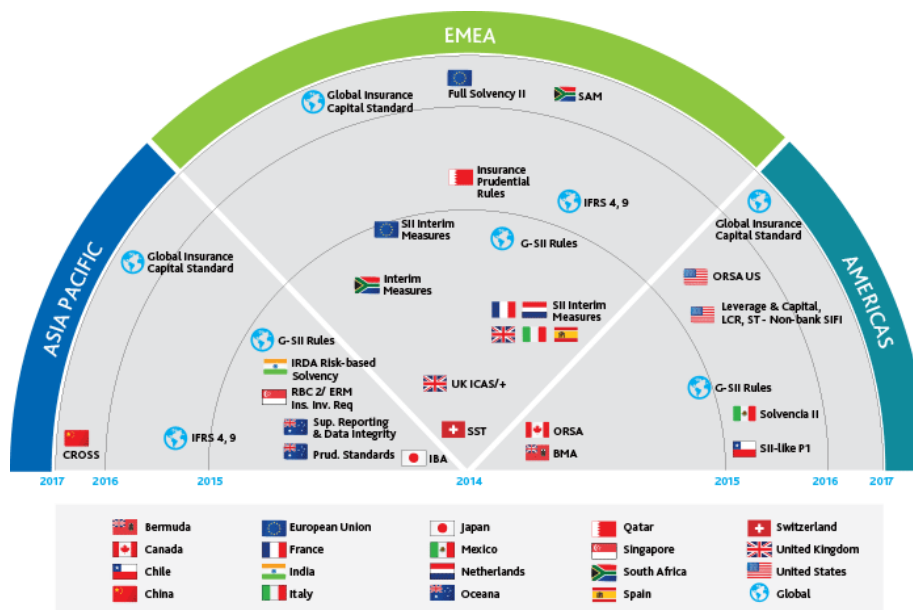 EMEA
ASIA PACIFIC
AMERICAS
Global Insurance
Capital Standard
Full Solvency II
SAM
Insurance
Prudential
Rules
IFRS 4, 9
Global Insurance
Capital Standard
SII Interim
Measures
G-SII Rules
Global Insurance
Capital Standard
Interim
Measures
ORSA US
SII Interim
Measures
Leverage & Capital,
LCR, ST - Non-bank SIFI
G-SII Rules
IRDA Risk-based
Solvency
UK ICAS/+
G-SII Rules
RBC 2/ ERM
Ins. Inv. Req
Solvencia II
Sup. Reporting
& Data Integrity
SST
ORSA
CROSS
IFRS 4, 9
Prud. Standards
IBA
BMA
SII-like P1
2017
2016
2015
2014
2015
2016
2017
Bermuda
European Union
Japan
Qatar
Switzerland
Canada
France
Mexico
Singapore
United Kingdom
Chile
India
Netherlands
South Africa
United States
China
Italy
Oceana
Spain
Global